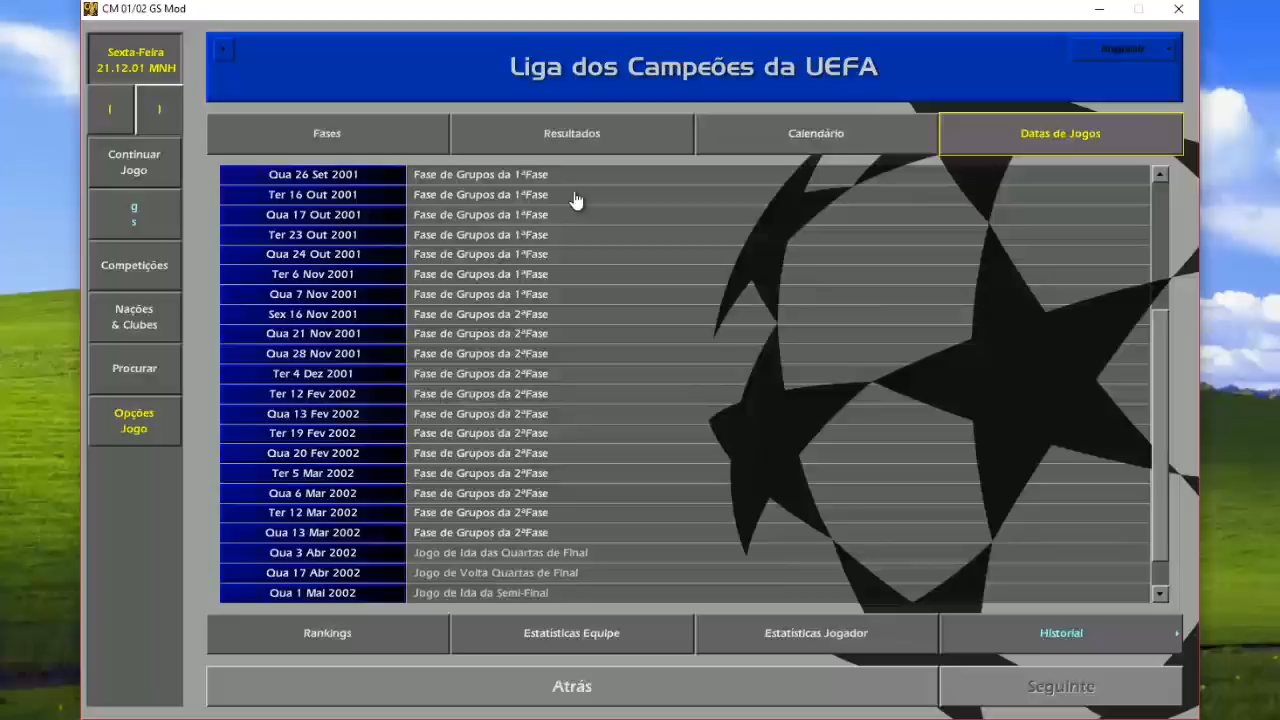 CM 01/02 GS Mod
Sexta-Feira
21.12.01 MNH
Liga dos Campeões da UEFA
Imprimir
Fases
Resultados
Calendário
Datas de Jogos
Continuar
Jogo
g
s
Competições
Nações
& Clubes
Procurar
Opções
Jogo
Qua 26 Set 2001 Fase de Grupos da 1ªFase
Ter 16 Out 2001 Fase de Grupos da 1ªFase
Qua 17 Out 2001 Fase de Grupos da 1ªFase
Ter 23 Out 2001 Fase de Grupos da 1ªFase
Qua 24 Out 2001 Fase de Grupos da 1ªFase
Ter 6 Nov 2001 Fase de Grupos da 1ªFase
Qua 7 Nov 2001 Fase de Grupos da 1ªFase
Sex 16 Nov 2001 Fase de Grupos da 2ªFase
Qua 21 Nov 2001 Fase de Grupos da 2ªFase
Qua 28 Nov 2001 Fase de Grupos da 2ªFase
Ter 4 Dez 2001 Fase de Grupos da 2ªFase
Ter 12 Fev 2002 Fase de Grupos da 2ªFase
Qua 13 Fev 2002 Fase de Grupos da 2ªFase
Ter 19 Fev 2002 Fase de Grupos da 2ªFase
Qua 20 Fev 2002 Fase de Grupos da 2ªFase
Ter 5 Mar 2002 Fase de Grupos da 2ªFase
Qua 6 Mar 2002 Fase de Grupos da 2ªFase
Ter 12 Mar 2002 Fase de Grupos da 2ªFase
Qua 13 Mar 2002 Fase de Grupos da 2ªFase
Qua 3 Abr 2002 Jogo de Ida das Quartas de Final
Qua 17 Abr 2002 Jogo de Volta Quartas de Final
Qua 1 Mai 2002 Jogo de Ida da Semi-Final
Rankings
Estatísticas Equipe
Estatísticas Jogador
Historial
Atrás
Seguinte